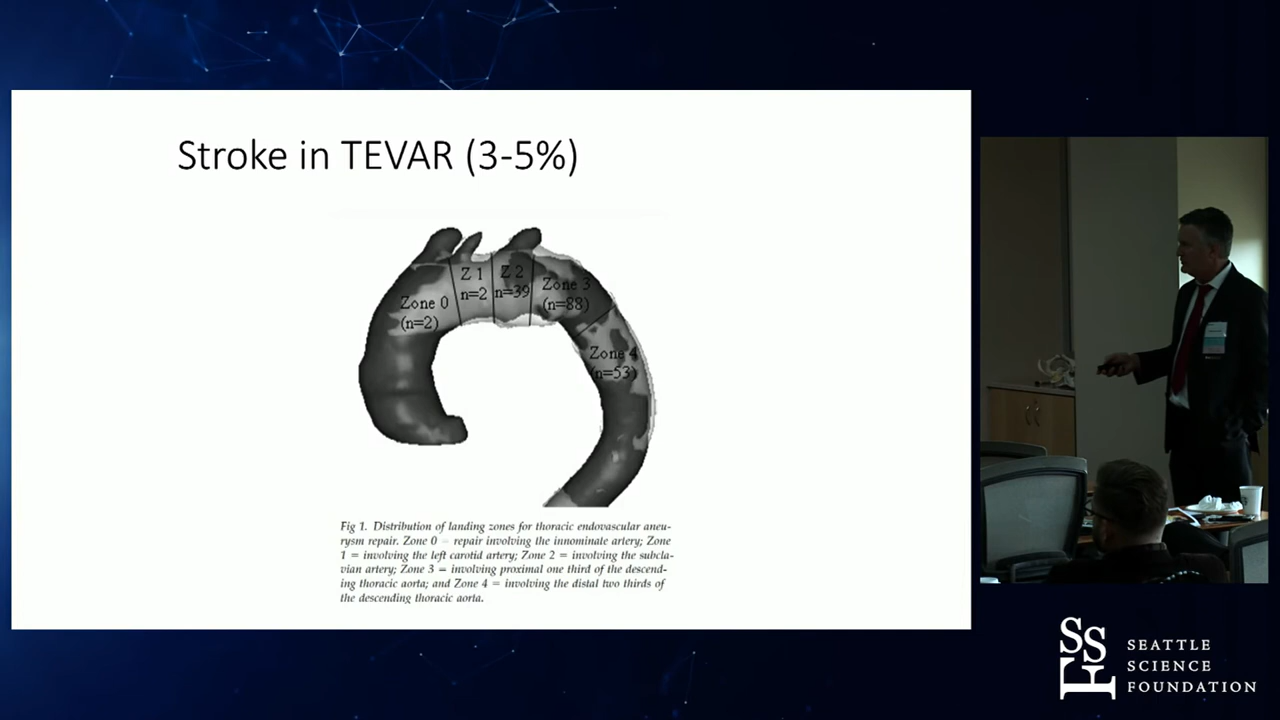 Stroke in TEVAR (3-5%)
Z 1
n=2
Z 2
n=39
Zone 3
(n=88)
Zone 0
(n=2)
Zone 4
(n=53)
Fig 1. Distribution of landing zones for thoracic endovascular aneu-
rysm repair. Zone 0 = repair involving the innominate artery; Zone
1 = involving the left carotid artery; Zone 2 = involving the subcla-
vian artery; Zone 3 = involving proximal one third of the descend-
ing thoracic aorta; and Zone 4 = involving the distal two thirds of
the descending thoracic aorta.
SSF
SEATTLE
SCIENCE
FOUNDATION